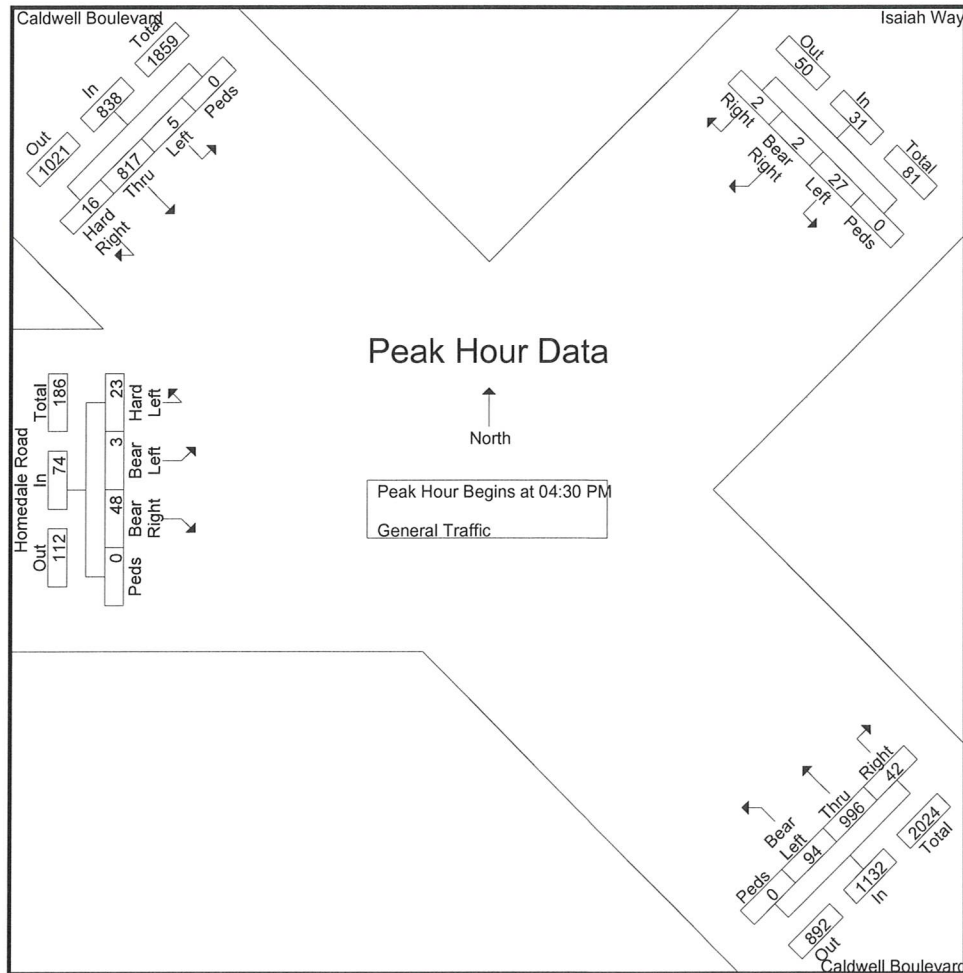 Caldwell Boulevard
Out
1021
In
838
Total
1859
16
817
5
0
Hard
Right
Thru
Left
Peds
Isaiah Way
Out
50
In
31
Total
81
2
2
27
0
Right
Bear
Right
Left
Peds
Peak Hour Data
North
Peak Hour Begins at 04:30 PM
General Traffic
Homedale Road
Out
112
In
74
Total
186
0
48
3
23
Peds
Bear
Right
Bear
Left
Hard
Left
Peds
Bear
Left
Thru
Right
0
94
996
42
892
Out
1132
In
2024
Total
Caldwell Boulevard